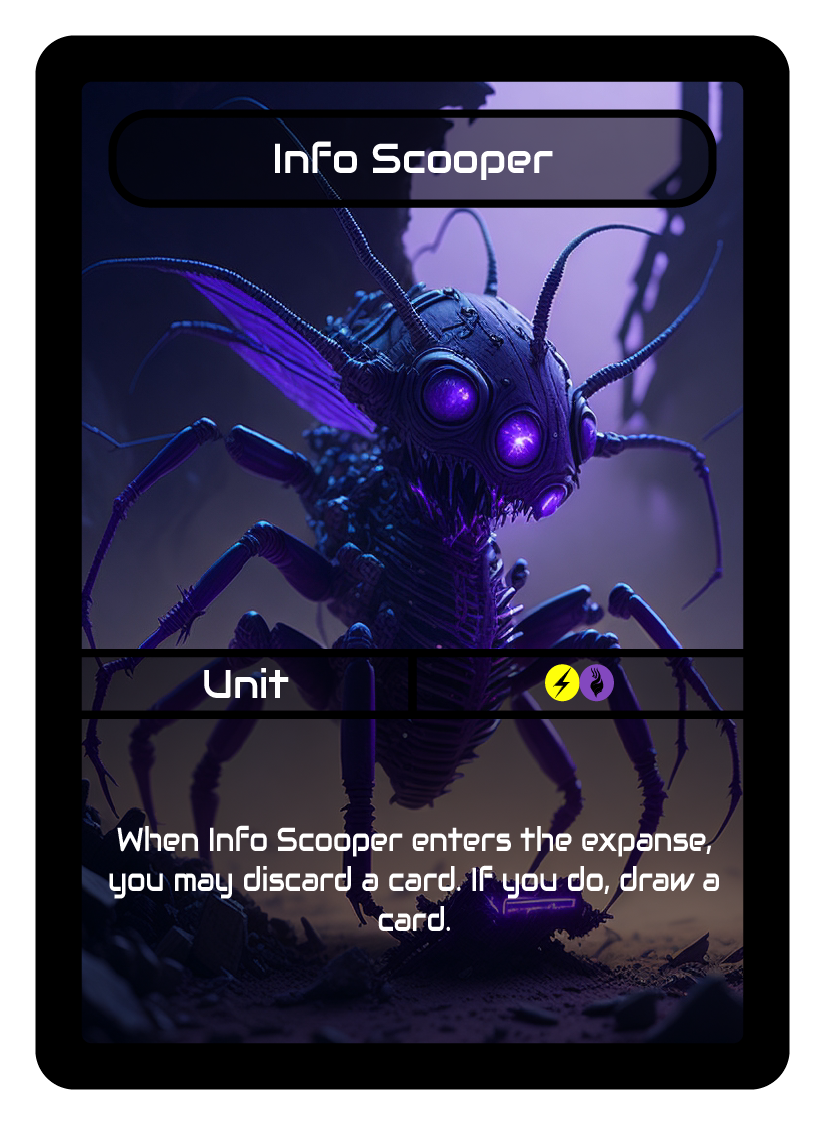 Info Scooper
Unit
When Info Scooper enters the expanse,
you may discard a card. If you do, draw a
card.